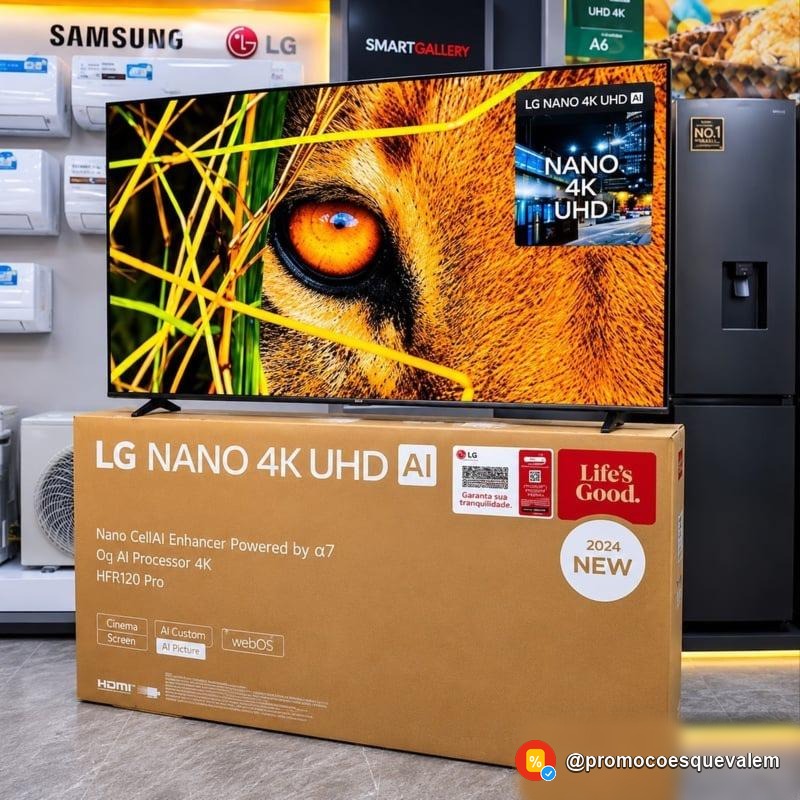 SAMSUNG
LG
SMARTGALLERY
UHD 4K
A6
NO.1
LG NANO 4K UHD AI
NANO
4K
UHD
LG NANO 4K UHD AI
LG
Garanta sua
tranquilidade.
Life's
Good.
2024
NEW
Nano CellAI Enhancer Powered by α7
Og AI Processor 4K
HFR120 Pro
Cinema
Screen
AI Custom
AI Picture
webOS
HDMI
%
@promocoesquevalem